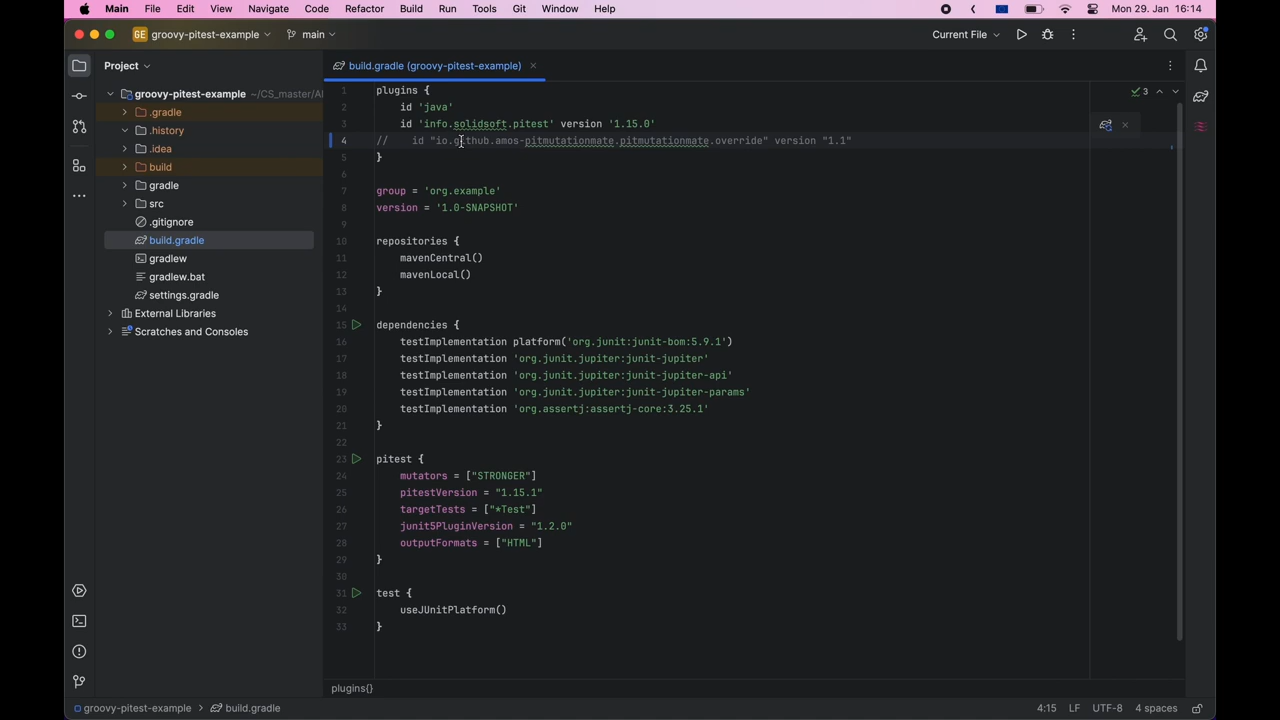 Main File Edit View Navigate Code Refactor Build Run Tools Git Window Help Mon 29. Jan 16:14
GE groovy-pitest-example main Current File
Project
build.gradle (groovy-pitest-example)
groovy-pitest-example ~/CS_master/A
.gradle
.history
.idea
build
gradle
src
.gitignore
build.gradle
gradlew
gradlew.bat
settings.gradle
External Libraries
Scratches and Consoles
3
1 plugins {
2 id 'java'
3 id 'info.solidsoft.pitest' version '1.15.0'
4 // id "io.github.amos-pitmutationmate.pitmutationmate.override" version "1.1"
5 }
6
7 group = 'org.example'
8 version = '1.0-SNAPSHOT'
9
10 repositories {
11 mavenCentral()
12 mavenLocal()
13 }
14
15 dependencies {
16 testImplementation platform('org.junit:junit-bom:5.9.1')
17 testImplementation 'org.junit.jupiter:junit-jupiter'
18 testImplementation 'org.junit.jupiter:junit-jupiter-api'
19 testImplementation 'org.junit.jupiter:junit-jupiter-params'
20 testImplementation 'org.assertj:assertj-core:3.25.1'
21 }
22
23 pitest {
24 mutators = ["STRONGER"]
25 pitestVersion = "1.15.1"
26 targetTests = ["*Test"]
27 junit5PluginVersion = "1.2.0"
28 outputFormats = ["HTML"]
29 }
30
31 test {
32 useJUnitPlatform()
33 }
plugins{}
groovy-pitest-example > build.gradle 4:15 LF UTF-8 4 spaces